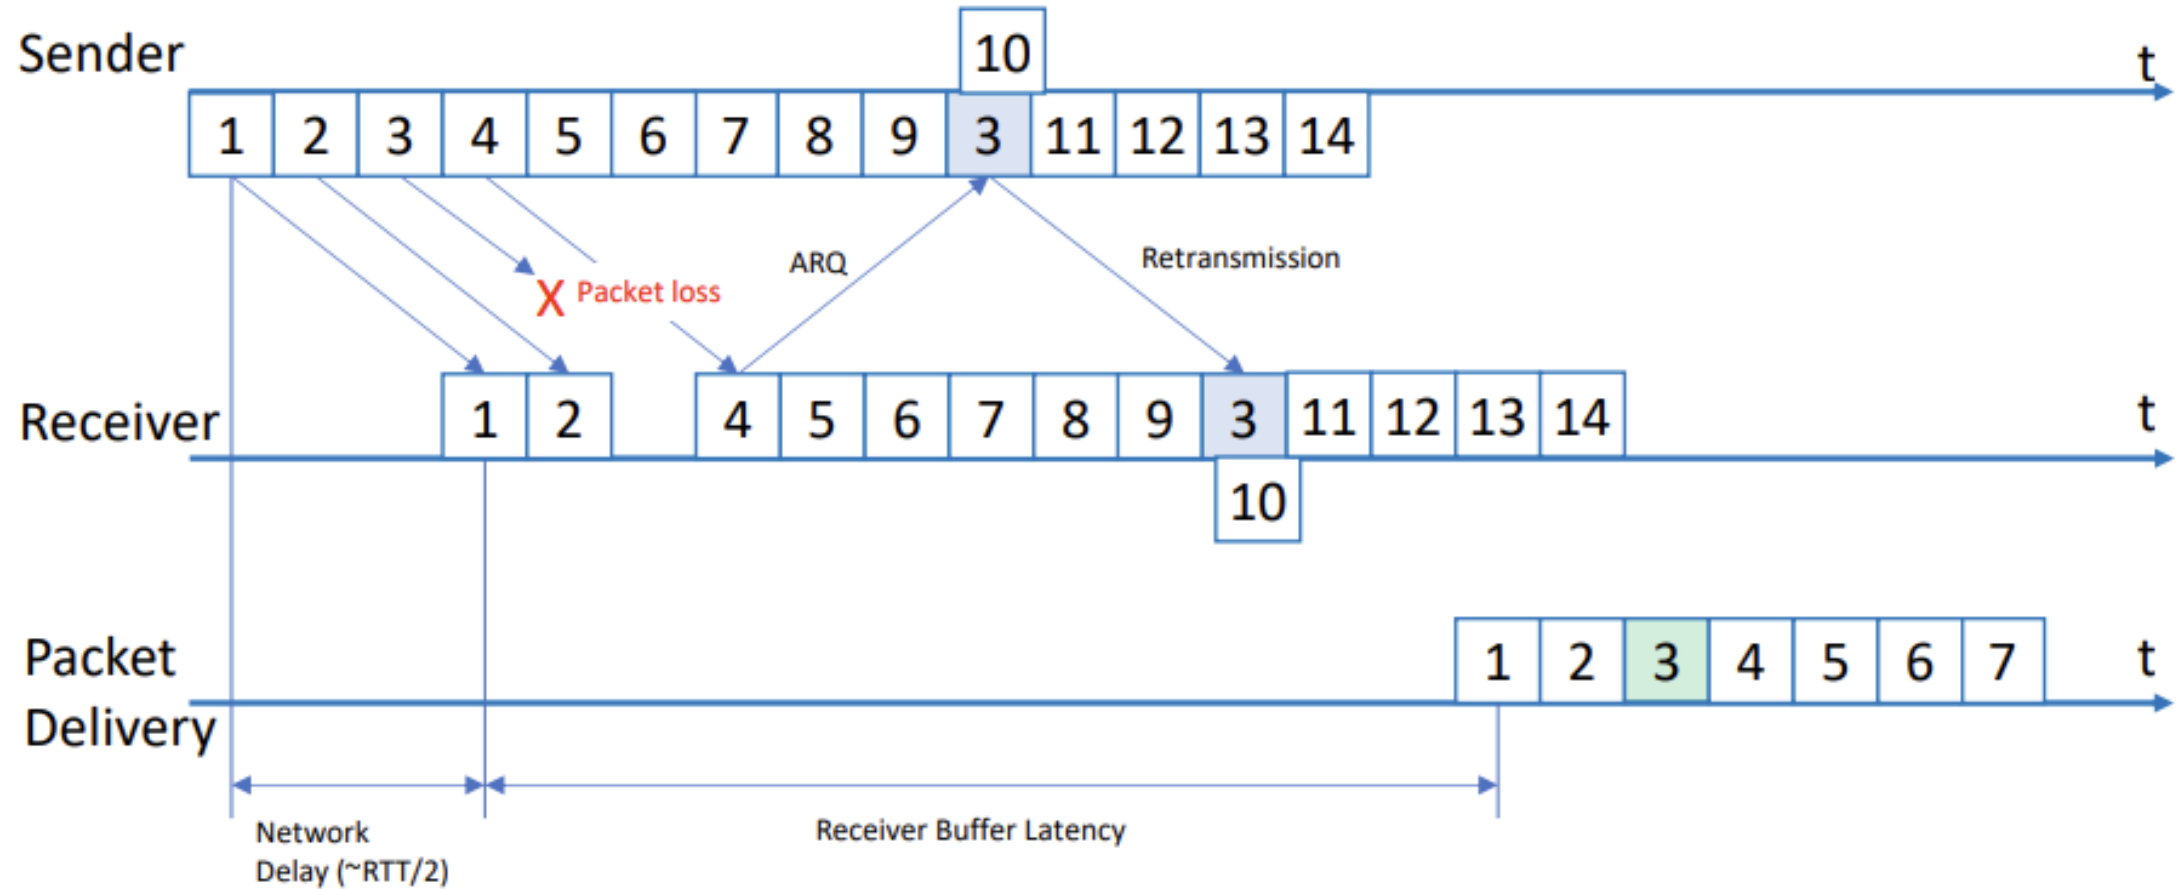 10
Sender
t
1 2 3 4 5 6 7 8 9 3 11 12 13 14
ARQ
Retransmission
X Packet loss
Receiver
1 2 4 5 6 7 8 9 3 11 12 13 14
t
10
Packet
Delivery
1 2 3 4 5 6 7
t
Network
Delay (~RTT/2)
Receiver Buffer Latency